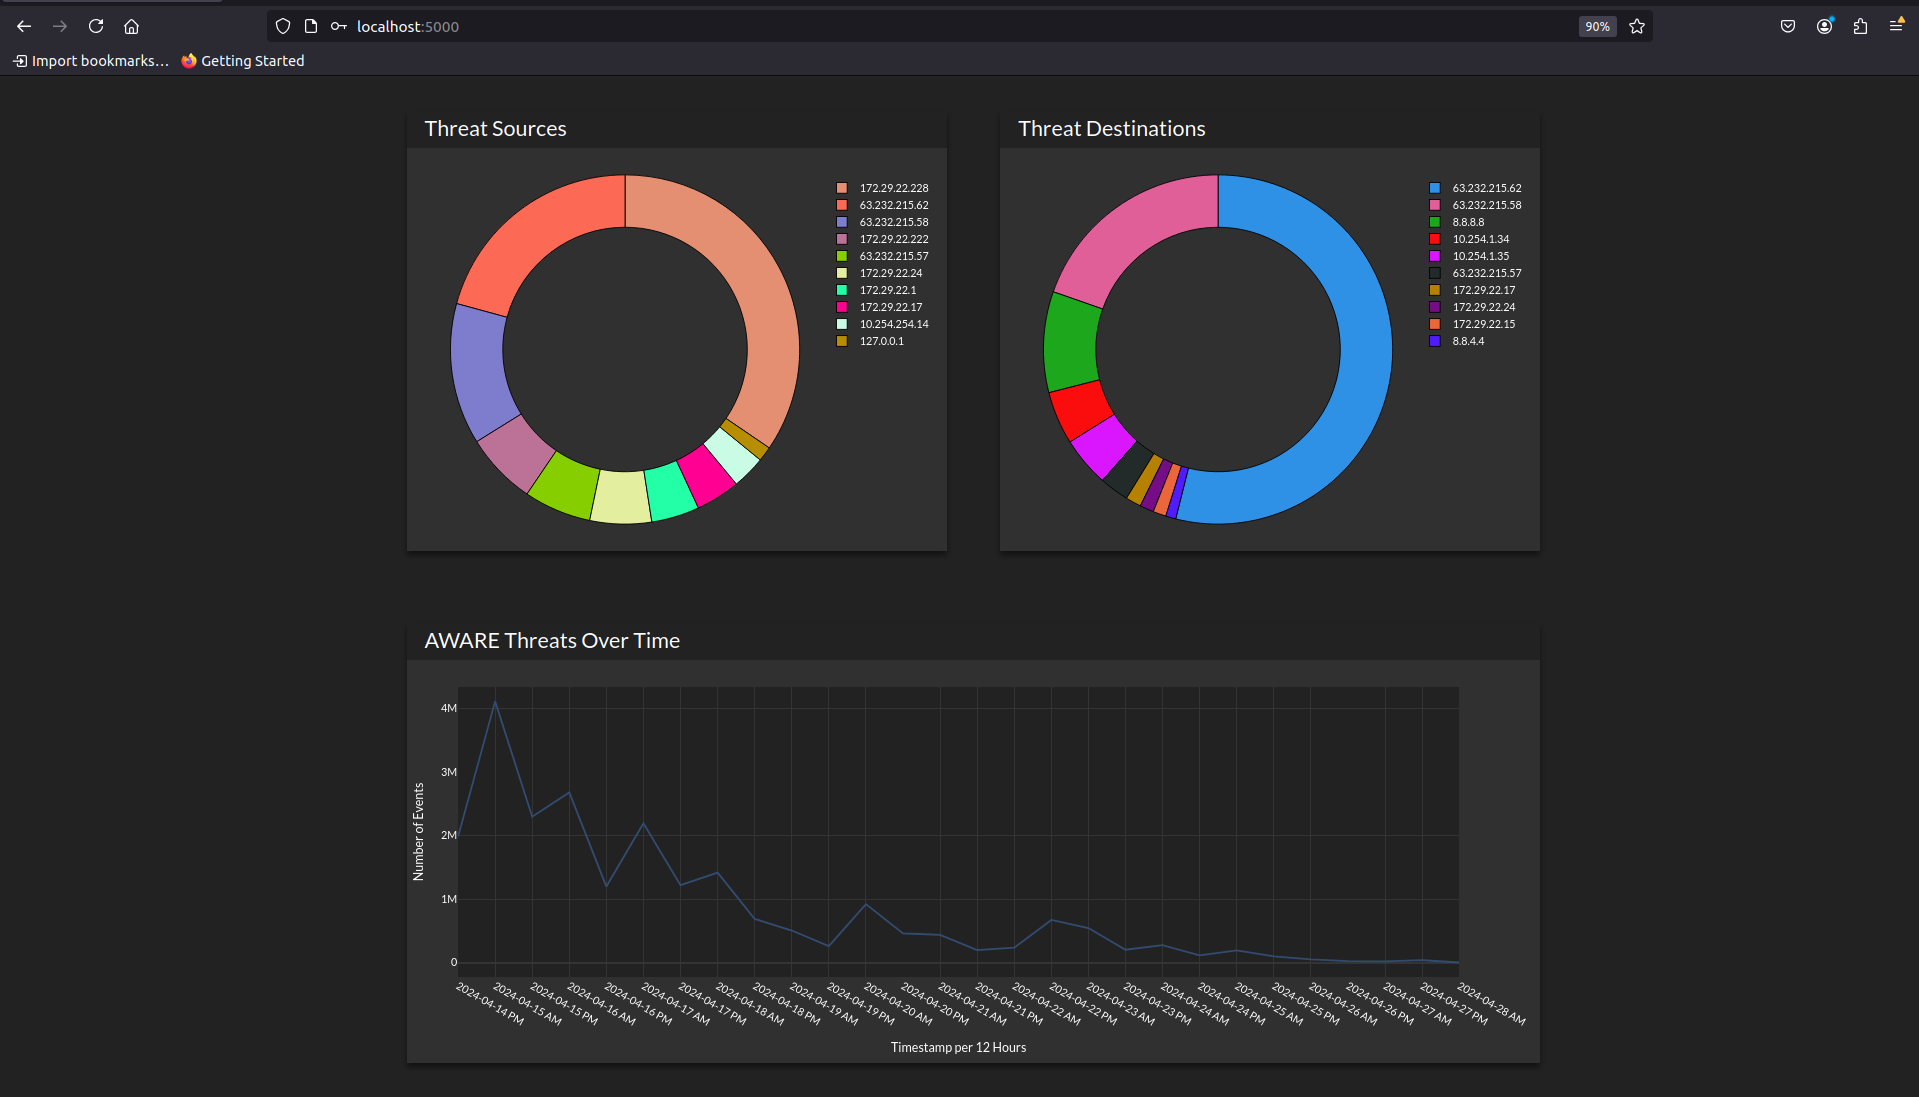 localhost:5000
90%
Import bookmarks…
Getting Started
Threat Sources
172.29.22.228
63.232.215.62
63.232.215.58
172.29.22.222
63.232.215.57
172.29.22.24
172.29.22.1
172.29.22.17
10.254.254.14
127.0.0.1
Threat Destinations
63.232.215.62
63.232.215.58
8.8.8.8
10.254.1.34
10.254.1.35
63.232.215.57
172.29.22.17
172.29.22.24
172.29.22.15
8.8.4.4
AWARE Threats Over Time
Number of Events
4M
3M
2M
1M
0
2024-04-14 PM
2024-04-15 AM
2024-04-15 PM
2024-04-16 AM
2024-04-16 PM
2024-04-17 AM
2024-04-17 PM
2024-04-18 AM
2024-04-18 PM
2024-04-19 AM
2024-04-19 PM
2024-04-20 AM
2024-04-20 PM
2024-04-21 AM
2024-04-21 PM
2024-04-22 AM
2024-04-22 PM
2024-04-23 AM
2024-04-23 PM
2024-04-24 AM
2024-04-24 PM
2024-04-25 AM
2024-04-25 PM
2024-04-26 AM
2024-04-26 PM
2024-04-27 AM
2024-04-27 PM
2024-04-28 AM
Timestamp per 12 Hours